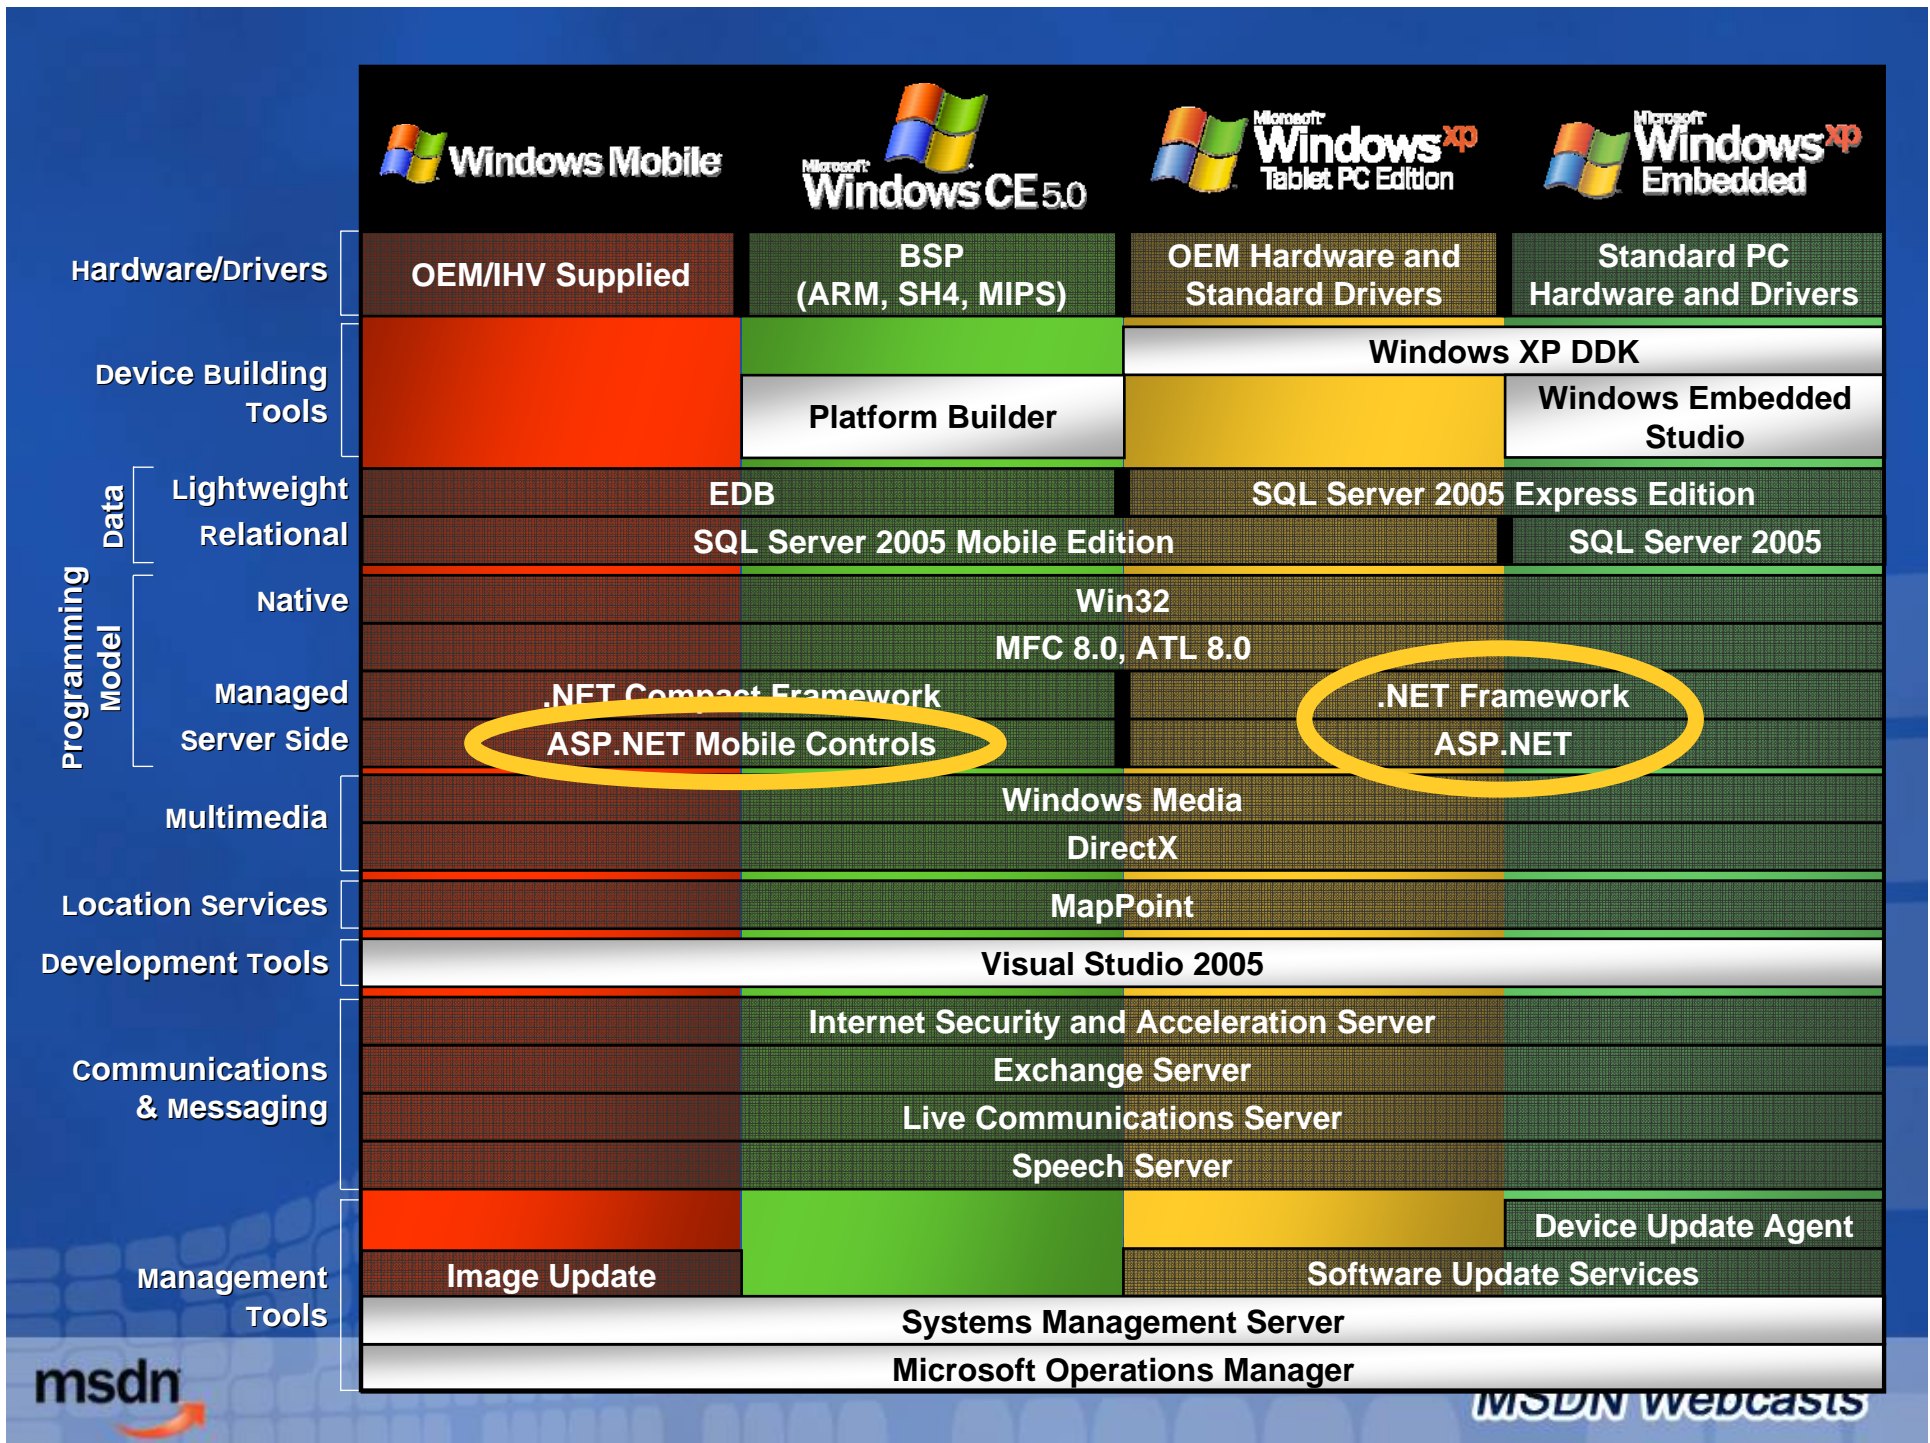 Windows Mobile
Microsoft
Windows CE 5.0
Microsoft
Windows xp
Tablet PC Edition
Microsoft
Windows xp
Embedded
Hardware/Drivers
OEM/IHV Supplied
BSP
(ARM, SH4, MIPS)
OEM Hardware and
Standard Drivers
Standard PC
Hardware and Drivers
Device Building
Tools
Windows XP DDK
Platform Builder
Windows Embedded
Studio
Data
Lightweight
EDB
SQL Server 2005 Express Edition
Relational
SQL Server 2005 Mobile Edition
SQL Server 2005
Programming
Model
Native
Win32
MFC 8.0, ATL 8.0
Managed
.NET Compact Framework
.NET Framework
Server Side
ASP.NET Mobile Controls
ASP.NET
Multimedia
Windows Media
DirectX
Location Services
MapPoint
Development Tools
Visual Studio 2005
Communications
& Messaging
Internet Security and Acceleration Server
Exchange Server
Live Communications Server
Speech Server
Management
Tools
Device Update Agent
Image Update
Software Update Services
Systems Management Server
Microsoft Operations Manager
msdn
MSDN Webcasts